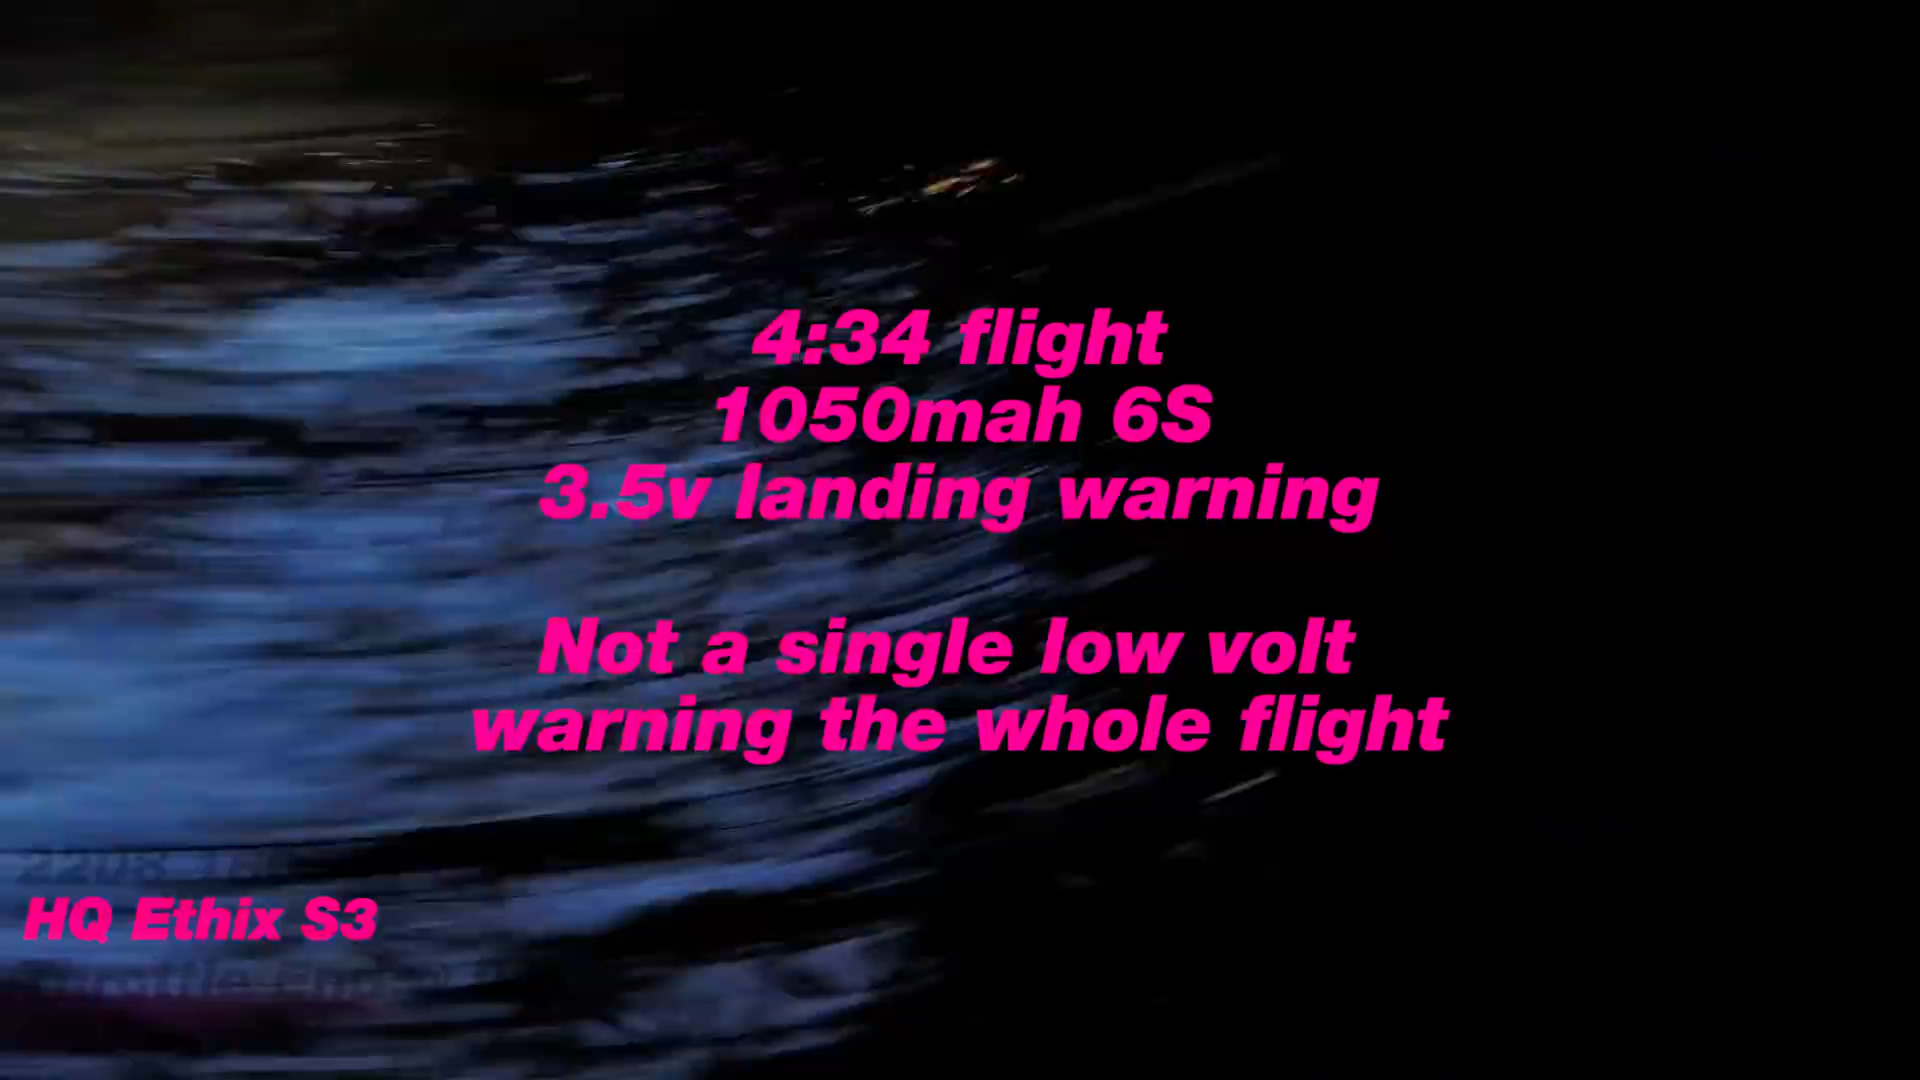 4:34 flight
1050mah 6S
3.5v landing warning
Not a single low volt
warning the whole flight
HQ Ethix S3